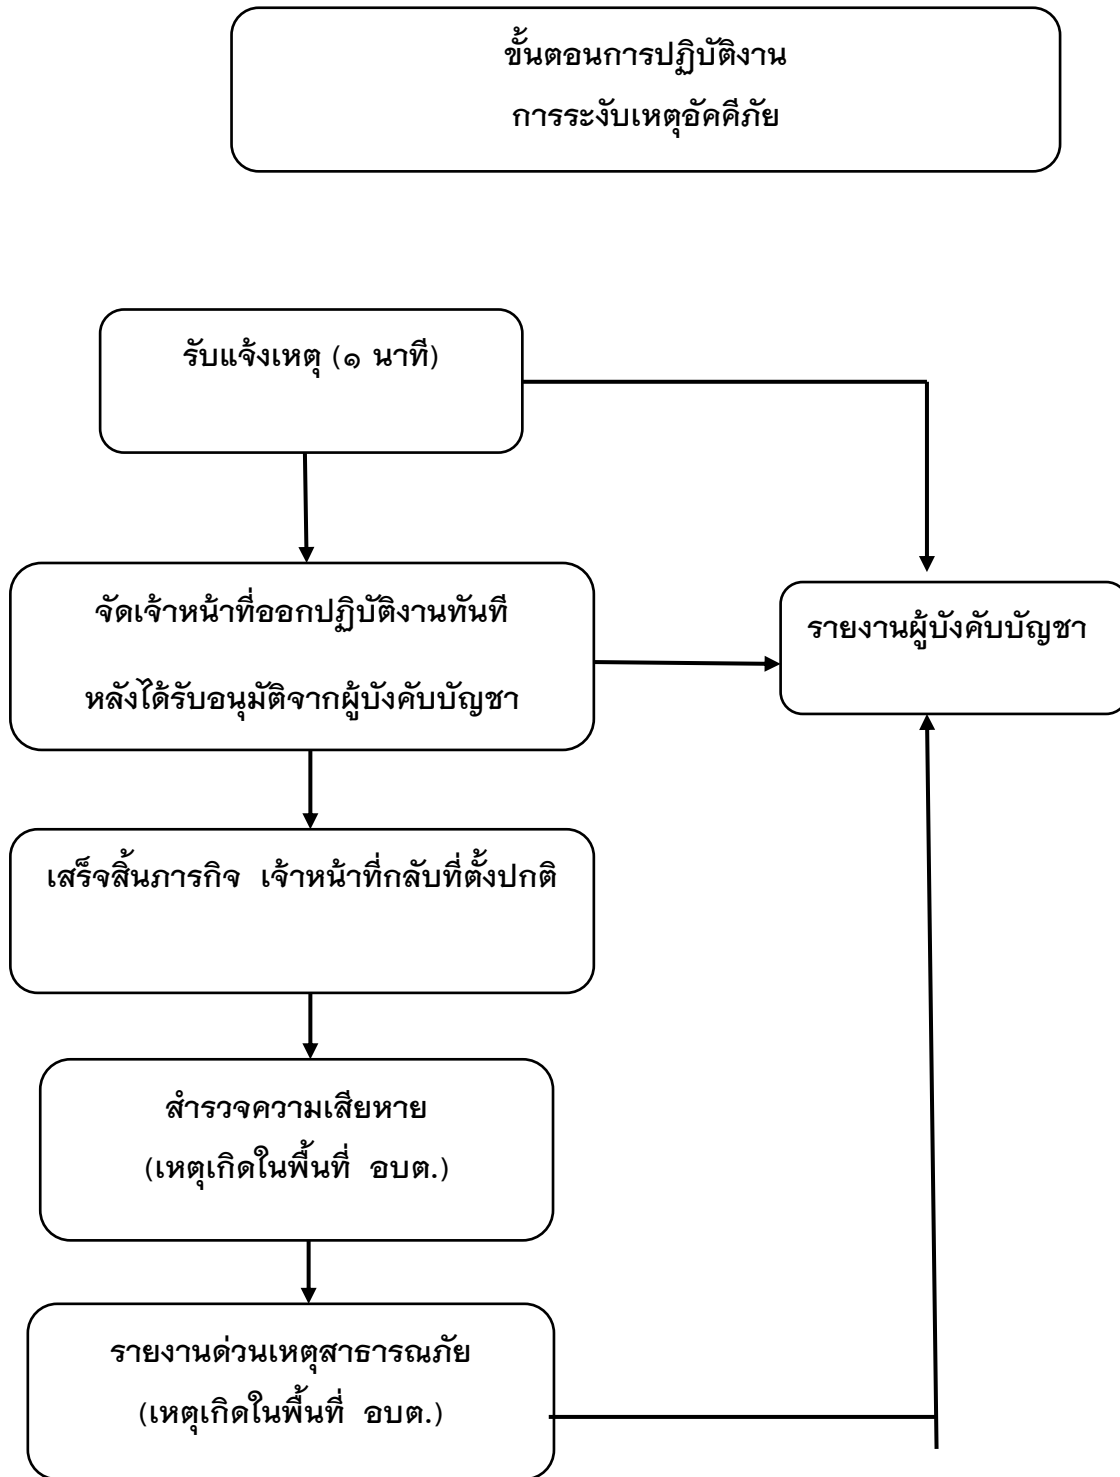 ขั้นตอนการปฏิบัติงาน
การระงับเหตุอัคคีภัย
รับแจ้งเหตุ (๑ นาที)
จัดเจ้าหน้าที่ออกปฏิบัติงานทันที
หลังได้รับอนุมัติจากผู้บังคับบัญชา
รายงานผู้บังคับบัญชา
เสร็จสิ้นภารกิจ เจ้าหน้าที่กลับที่ตั้งปกติ
สำรวจความเสียหาย
(เหตุเกิดในพื้นที่ อบต.)
รายงานด่วนเหตุสาธารณภัย
(เหตุเกิดในพื้นที่ อบต.)